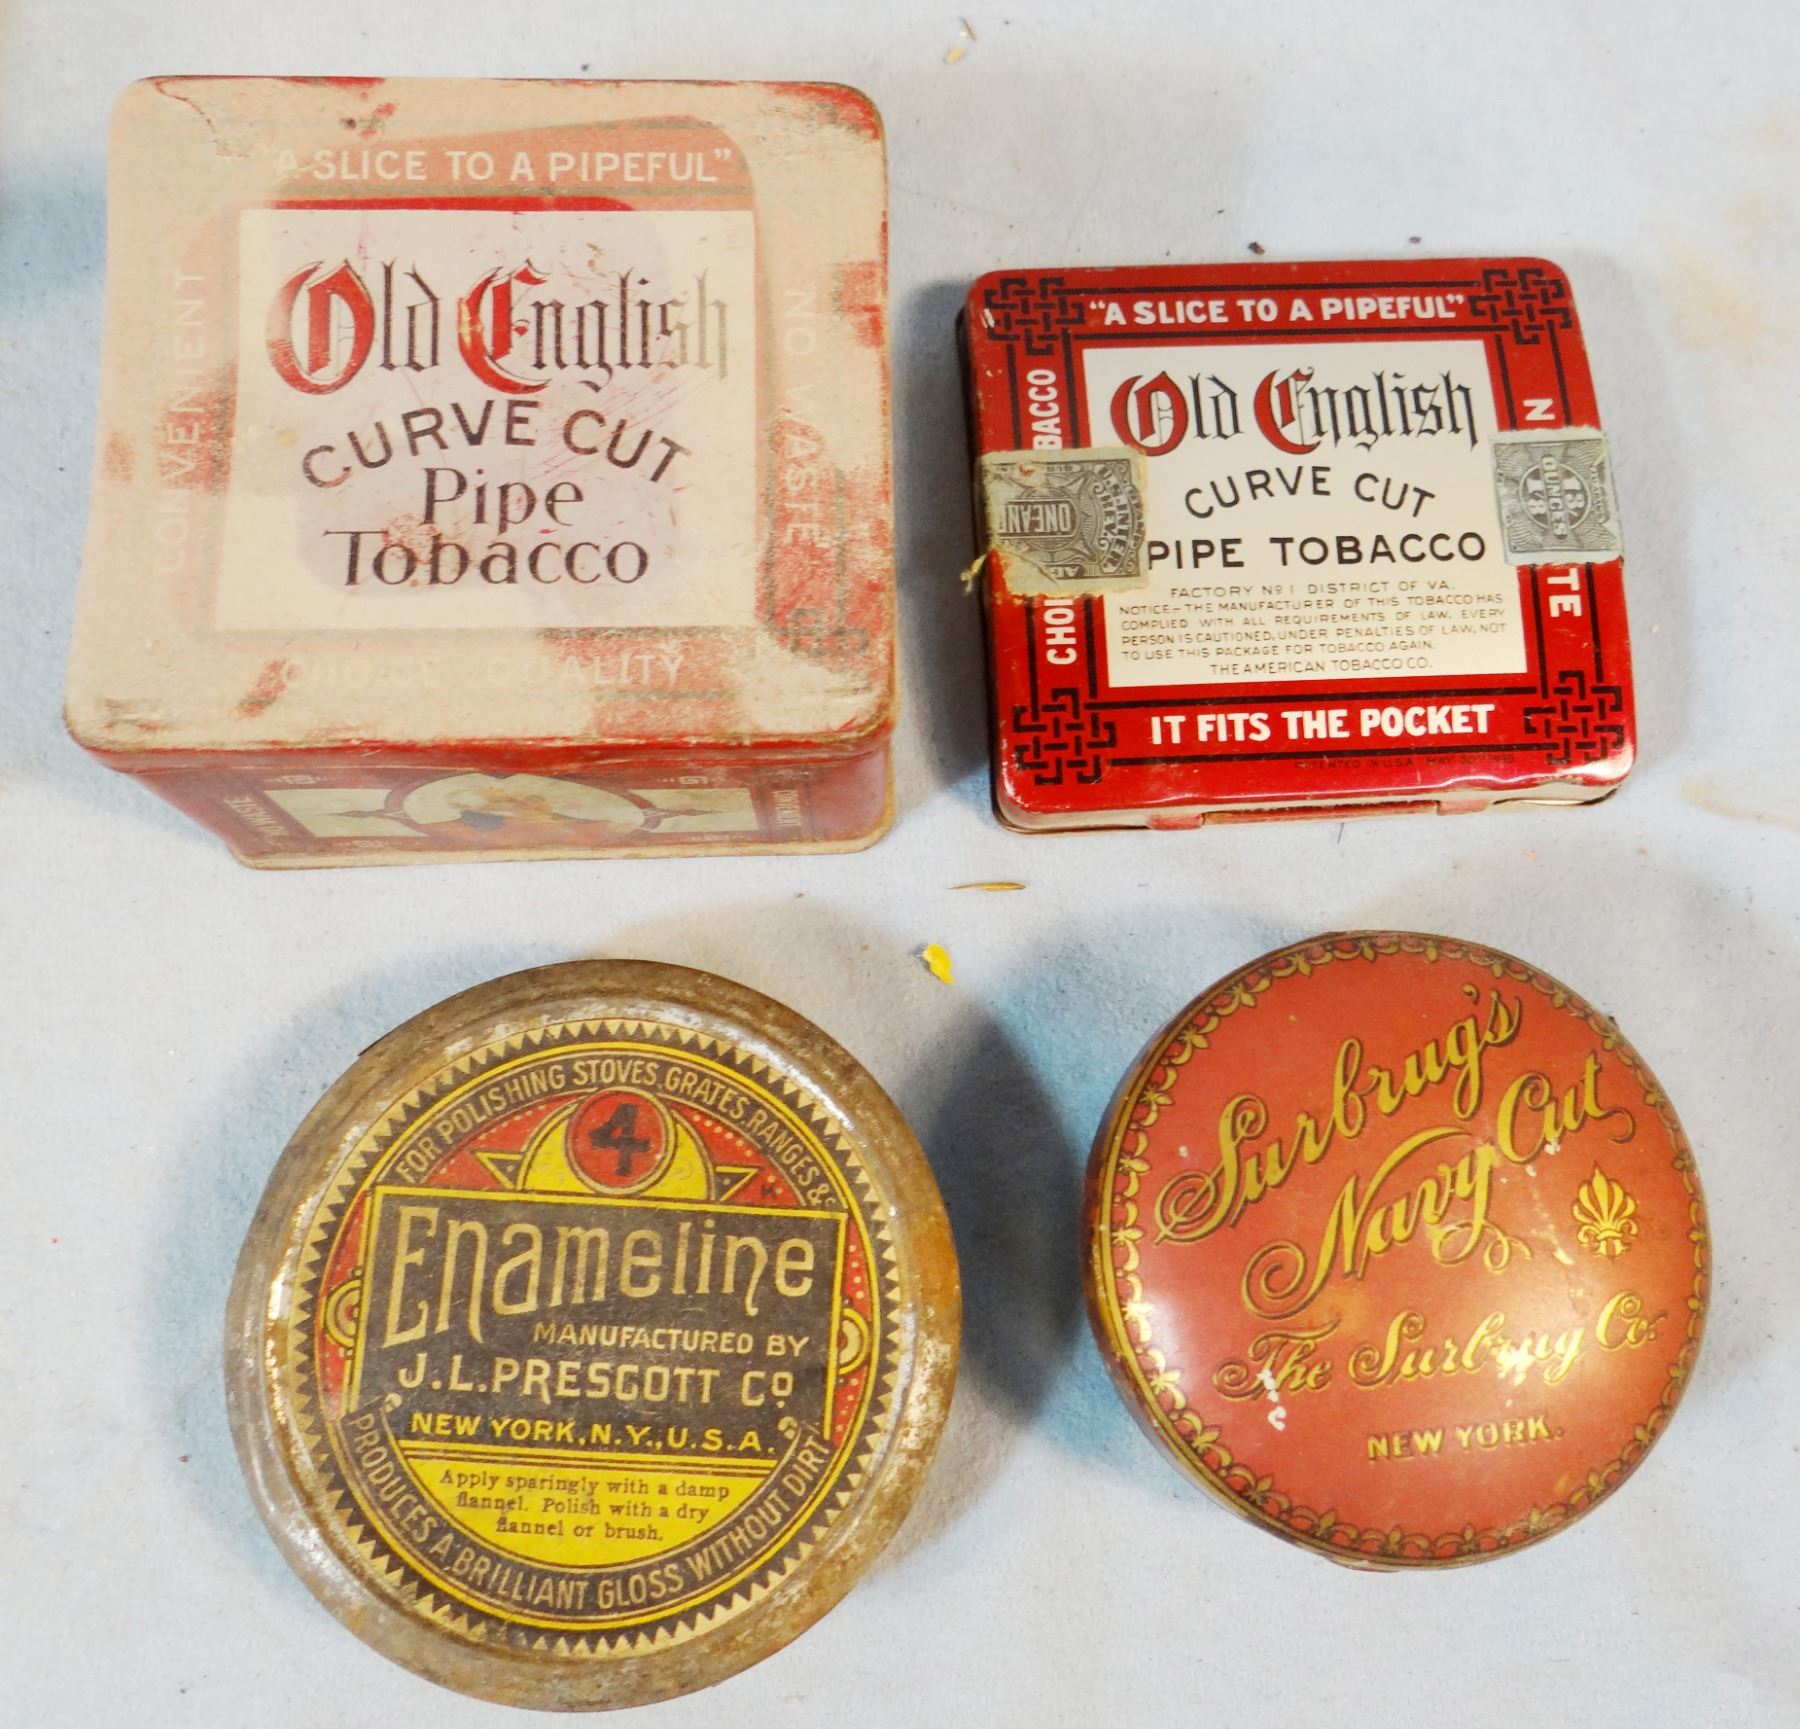 "A SLICE TO A PIPEFUL"
CONVENIENT
Old English
CURVE CUT
Pipe
Tobacco
NO WASTE
QUALITY
"A SLICE TO A PIPEFUL"
Old English
CURVE CUT
PIPE TOBACCO
FACTORY No 1 DISTRICT OF VA.
NOTICE—THE MANUFACTURER OF THIS TOBACCO HAS
COMPLIED WITH ALL REQUIREMENTS OF LAW. EVERY
PERSON IS CAUTIONED, UNDER PENALTIES OF LAW, NOT
TO USE THIS PACKAGE FOR TOBACCO AGAIN.
THE AMERICAN TOBACCO CO.
IT FITS THE POCKET
PATENTED IN U.S.A.
OUNCES
FOR POLISHING STOVES, GRATES, RANGES &c
4
Enameline
MANUFACTURED BY
J.L. PRESCOTT Co
NEW YORK, N.Y., U.S.A.
Apply sparingly with a damp
flannel. Polish with a dry
flannel or brush.
PRODUCES A BRILLIANT GLOSS WITHOUT DIRT
Surbrug's
Navy Cut
The Surbrug Co.
NEW YORK.